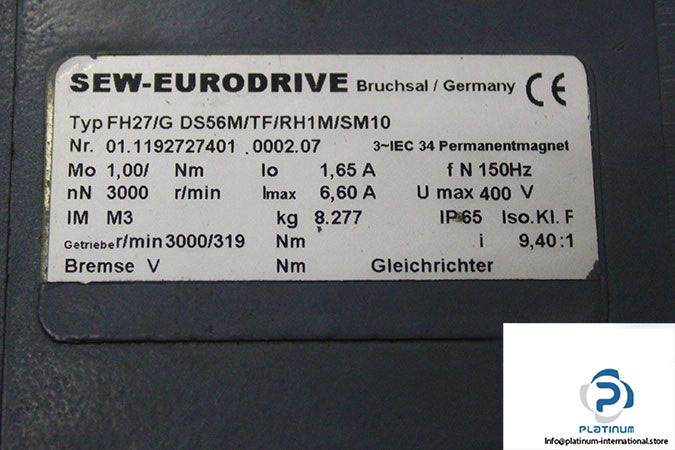 SEW-EURODRIVE Bruchsal / Germany CE
Typ FH27/G DS56M/TF/RH1M/SM10
Nr. 01.1192727401 .0002.07 3~IEC 34 Permanentmagnet
Mo 1,00/ Nm Io 1,65 A f N 150Hz
nN 3000 r/min Imax 6,60 A U max 400 V
IM M3 kg 8.277 IP 65 Iso.Kl. F
Getriebe r/min 3000/319 Nm i 9,40:1
Bremse V Nm Gleichrichter
PLATINUM
Info@platinum-international.store